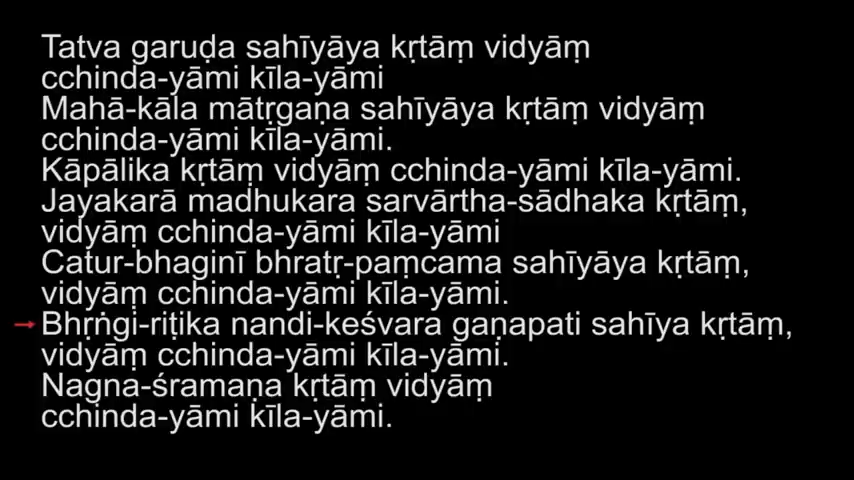 Tatva garuḍa sahīyāya kṛtāṃ vidyāṃ
cchinda-yāmi kīla-yāmi
Mahā-kāla mātṛgaṇa sahīyāya kṛtāṃ vidyāṃ
cchinda-yāmi kīla-yāmi.
Kāpālika kṛtāṃ vidyāṃ cchinda-yāmi kīla-yāmi.
Jayakarā madhukara sarvārtha-sādhaka kṛtāṃ,
vidyāṃ cchinda-yāmi kīla-yāmi
Catur-bhaginī bhratṛ-paṃcama sahīyāya kṛtāṃ,
vidyāṃ cchinda-yāmi kīla-yāmi.
→Bhṛṅgi-riṭika nandi-keśvara gaṇapati sahīya kṛtāṃ,
vidyāṃ cchinda-yāmi kīla-yāmi.
Nagna-śramaṇa kṛtāṃ vidyāṃ
cchinda-yāmi kīla-yāmi.